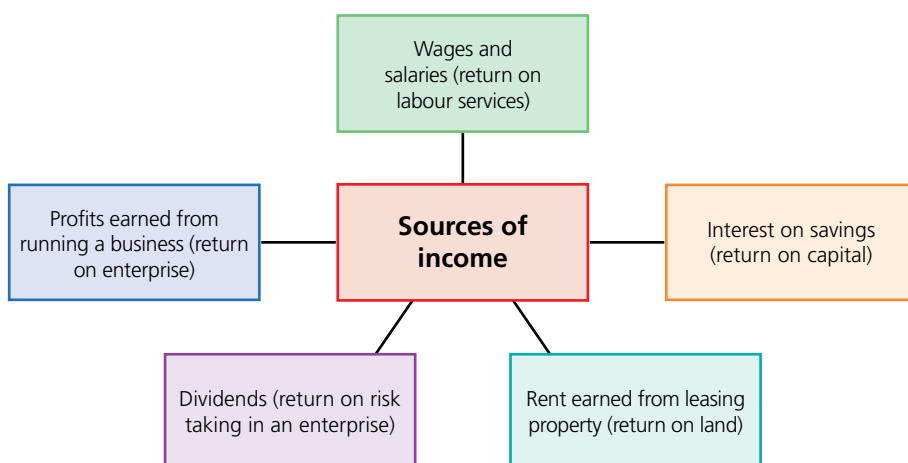 Wages and
salaries (return on
labour services)
Profits earned from
running a business (return
on enterprise)
Sources of
income
Interest on savings
(return on capital)
Dividends (return on risk
taking in an enterprise)
Rent earned from leasing
property (return on land)